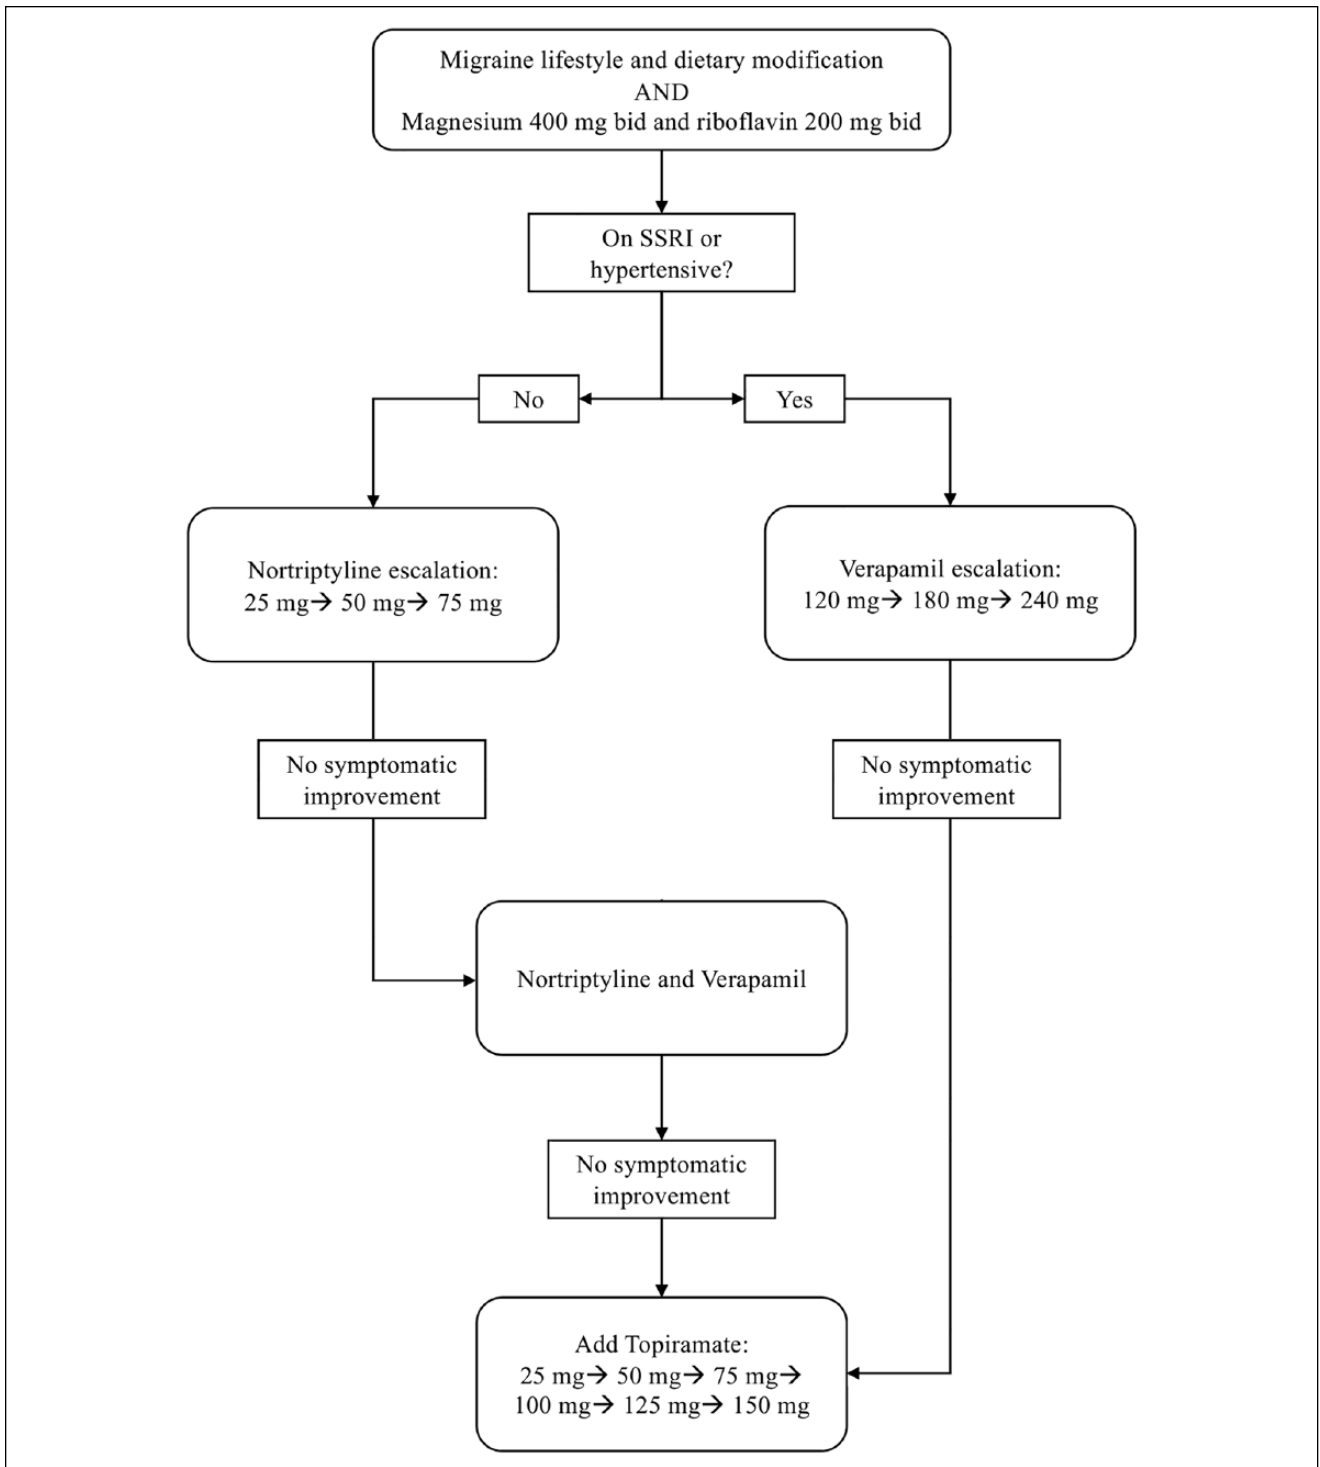 Migraine lifestyle and dietary modification
AND
Magnesium 400 mg bid and riboflavin 200 mg bid
On SSRI or
hypertensive?
No
Yes
Nortriptyline escalation:
25 mg→ 50 mg→ 75 mg
Verapamil escalation:
120 mg→ 180 mg→ 240 mg
No symptomatic
improvement
No symptomatic
improvement
Nortriptyline and Verapamil
No symptomatic
improvement
Add Topiramate:
25 mg→ 50 mg→ 75 mg→
100 mg→ 125 mg→ 150 mg